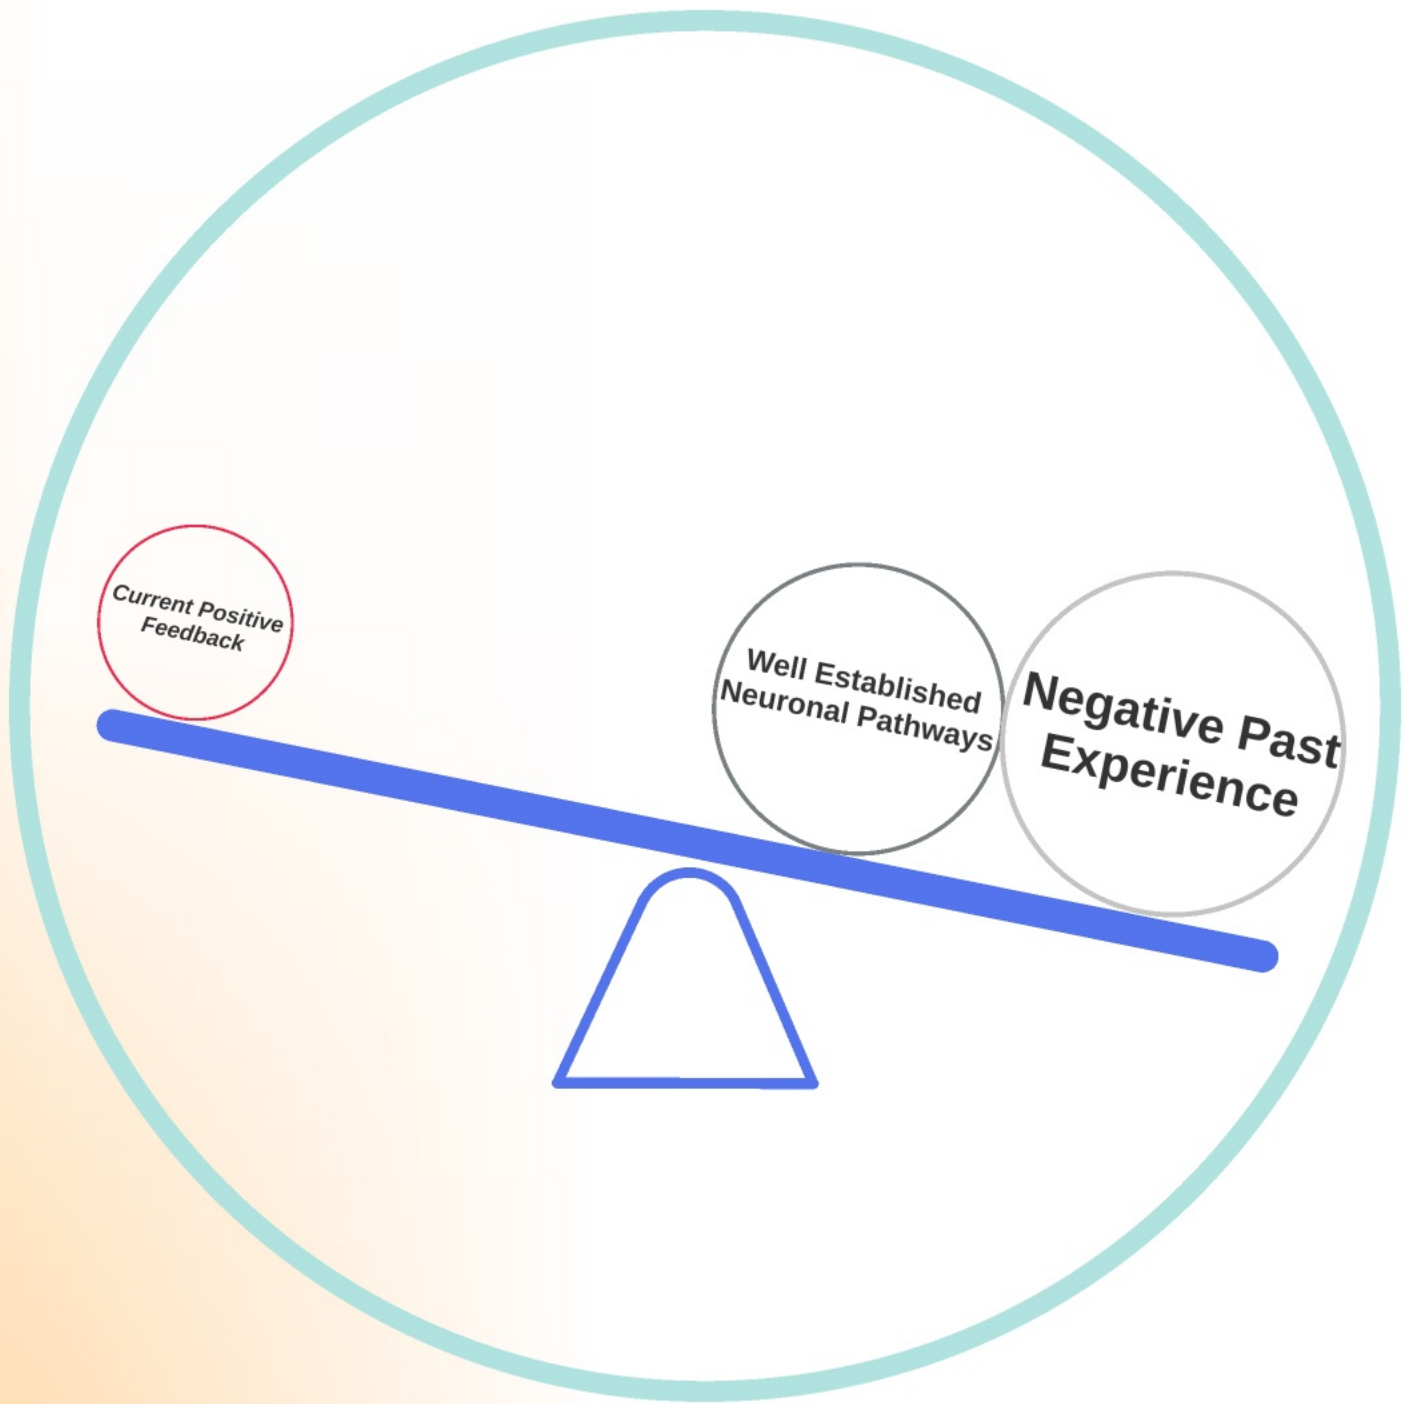 Current Positive
Feedback
Well Established
Neuronal Pathways
Negative Past
Experience